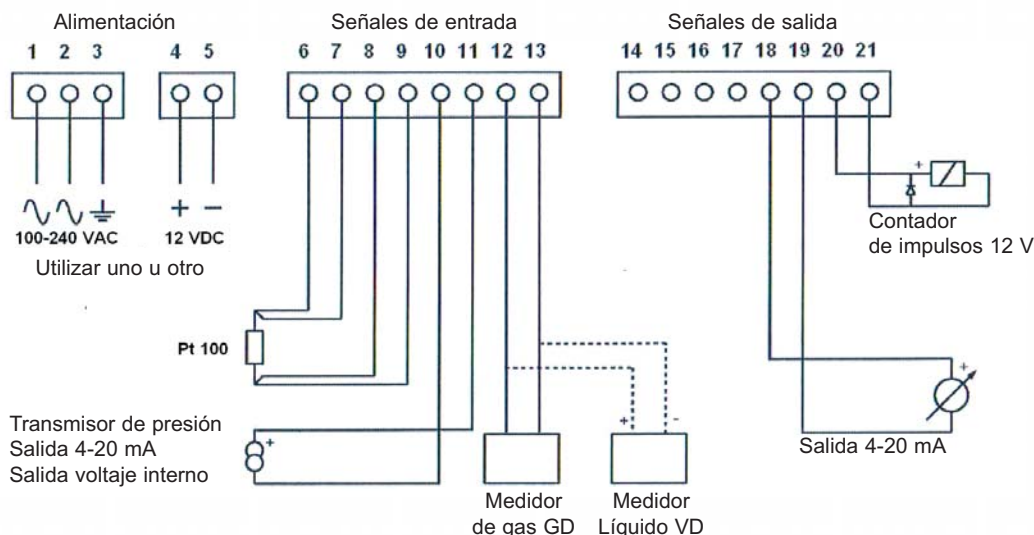 Alimentación
1 2 3 4 5
100-240 VAC
12 VDC
Utilizar uno u otro
Señales de entrada
6 7 8 9 10 11 12 13
Pt 100
Transmisor de presión
Salida 4-20 mA
Salida voltaje interno
+
+ -
Medidor
de gas GD
Medidor
Líquido VD
Señales de salida
14 15 16 17 18 19 20 21
+
Contador
de impulsos 12 V
+
Salida 4-20 mA